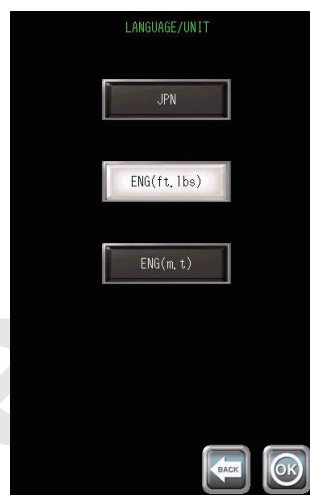 LANGUAGE/UNIT
JPN
ENG(ft.lbs)
ENG(m.t)
BACK
OK